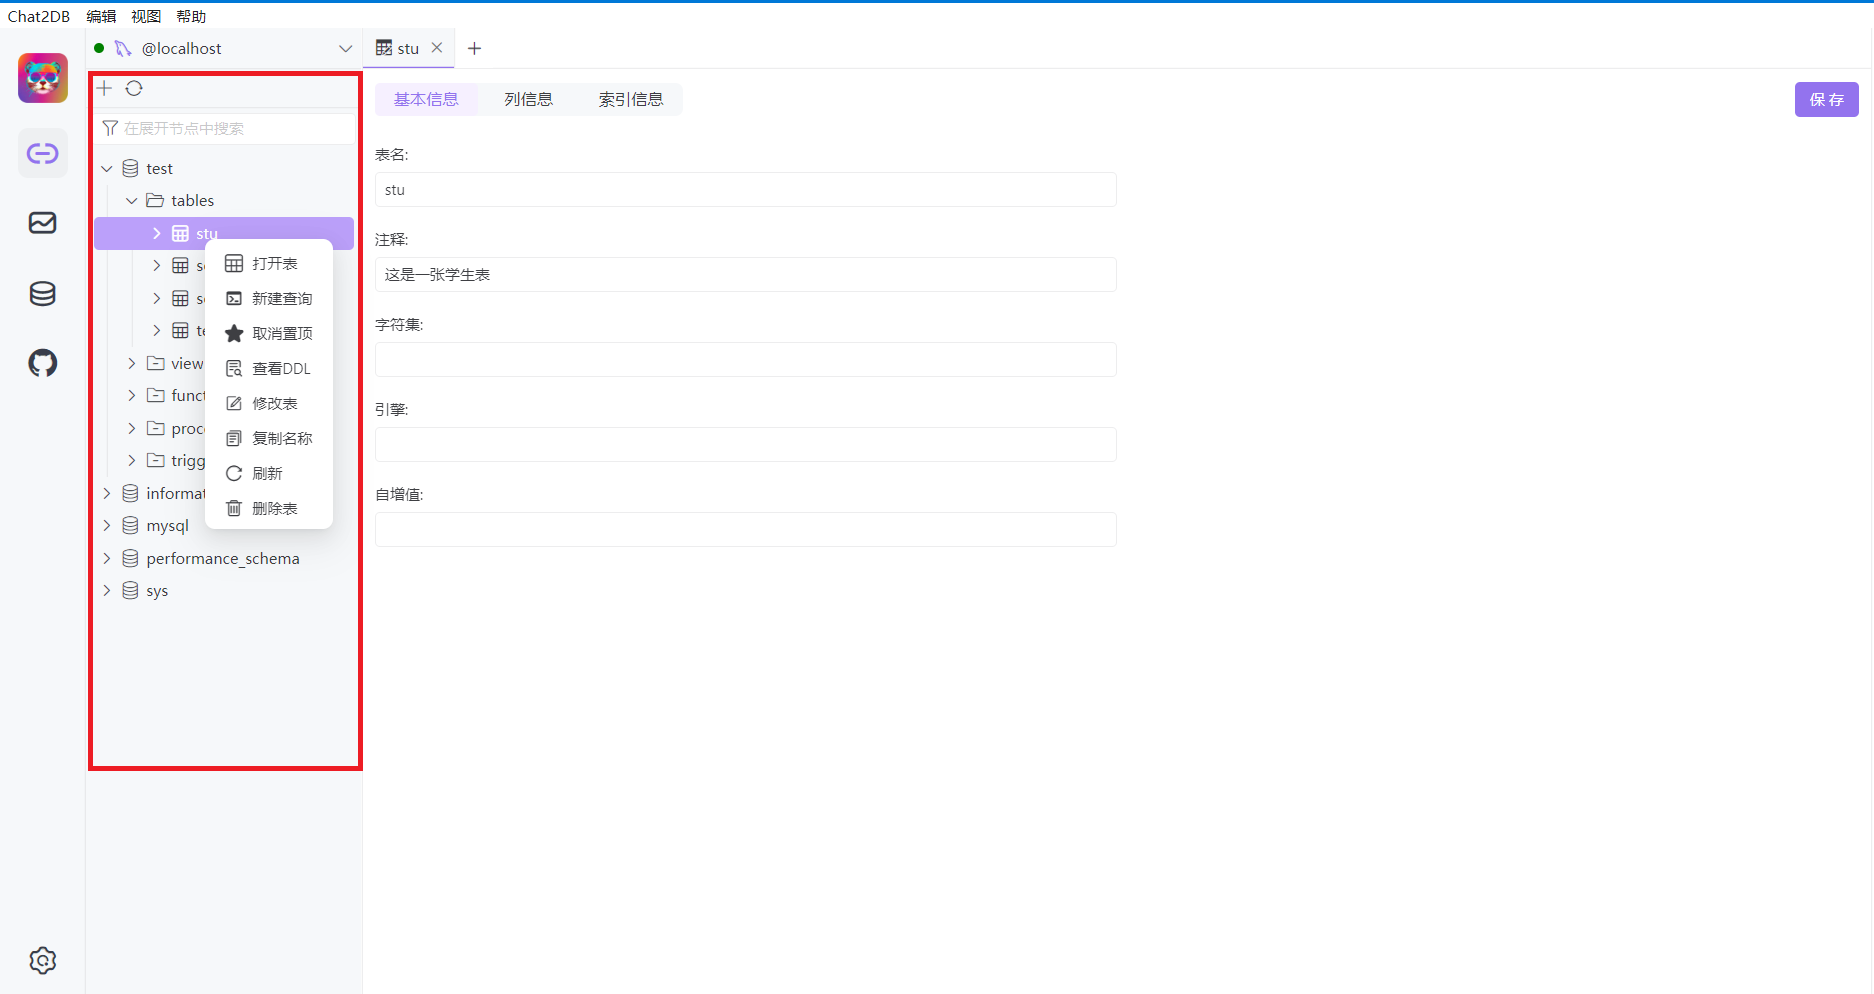 Chat2DB 编辑 视图 帮助
@localhost
stu
在展开节点中搜索
test
tables
stu
view
func
proc
trigg
informat
mysql
performance_schema
sys
打开表
新建查询
取消置顶
查看DDL
修改表
复制名称
刷新
删除表
基本信息 列信息 索引信息
保存
表名:
stu
注释:
这是一张学生表
字符集:
引擎:
自增值: